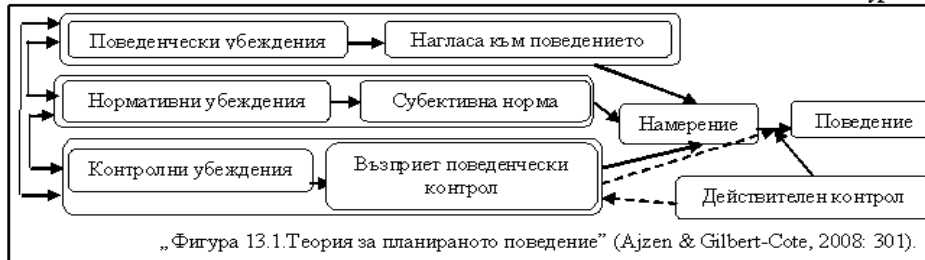 Поведенчески убеждения
Нагласа към поведението
Нормативни убеждения
Субективна норма
Намерение
Поведение
Контролни убеждения
Възприет поведенчески
контрол
Действителен контрол
„Фигура 13.1.Теория за планираното поведение” (Ajzen & Gilbert-Cote, 2008: 301).